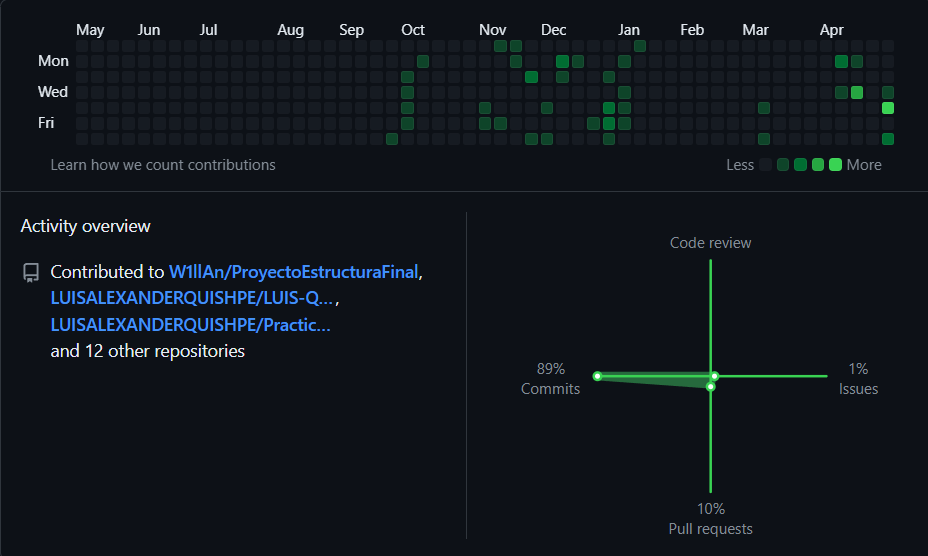 May Jun Jul Aug Sep Oct Nov Dec Jan Feb Mar Apr
Mon
Wed
Fri
Learn how we count contributions
Less More
Activity overview
Contributed to W1llAn/ProyectoEstructuraFinal,
LUISALEXANDERQUISHPE/LUIS-Q... ,
LUISALEXANDERQUISHPE/Practic...
and 12 other repositories
Code review
89%
Commits
1%
Issues
10%
Pull requests